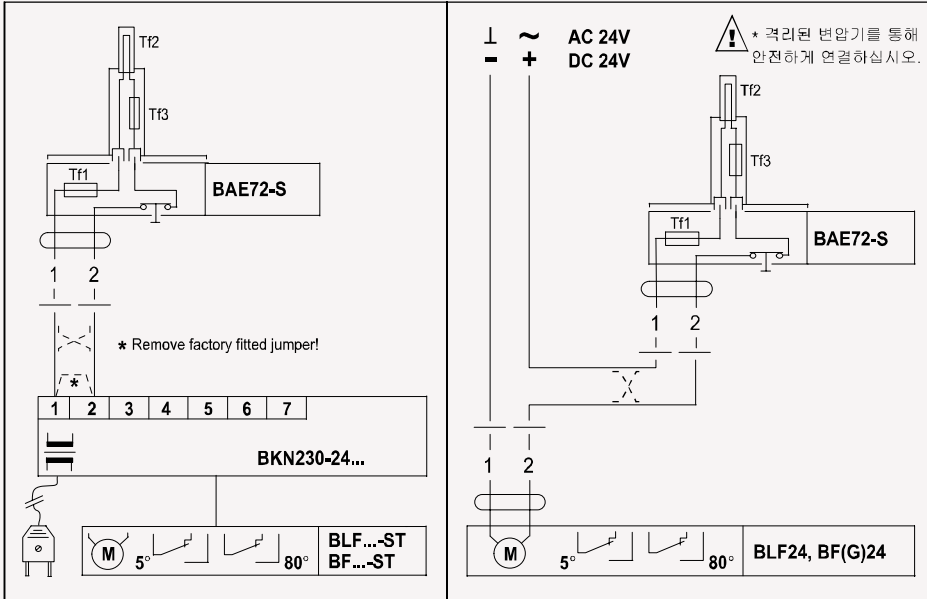 Tf2
Tf3
Tf1
BAE72-S
1 2
* Remove factory fitted jumper!
*
1 2 3 4 5 6 7
BKN230-24...
M 5° 80°
BLF...-ST
BF...-ST
⊥ ~ AC 24V
- + DC 24V
! * 격리된 변압기를 통해
안전하게 연결하십시오.
Tf2
Tf3
Tf1
BAE72-S
1 2
1 2
M 5° 80° BLF24, BF(G)24